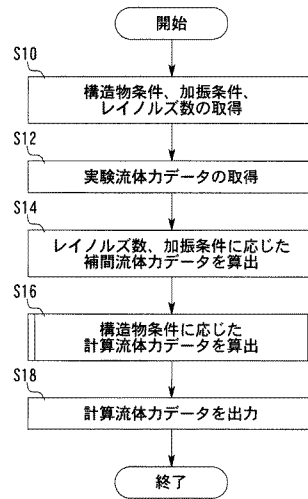 開始
S10
構造物条件、加振条件、
レイノルズ数の取得
S12
実験流体力データの取得
S14
レイノルズ数、加振条件に応じた
補間流体力データを算出
S16
構造物条件に応じた
計算流体力データを算出
S18
計算流体力データを出力
終了